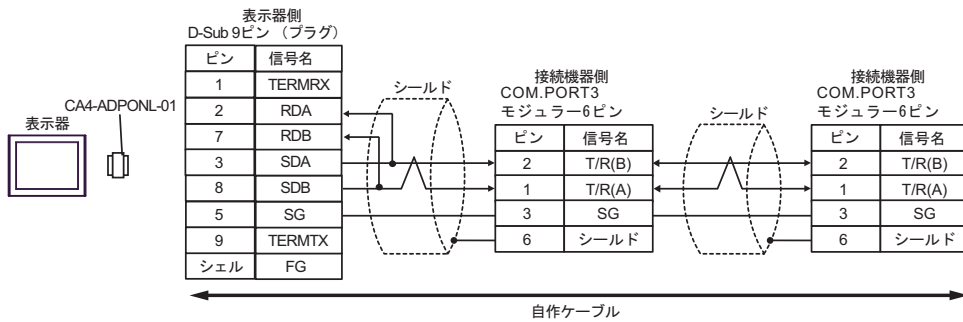 表示器側
D-Sub 9ピン （プラグ）
ピン 信号名
1 TERMRX
2 RDA
7 RDB
3 SDA
8 SDB
5 SG
9 TERMTX
シェル FG
CA4-ADPONL-01
表示器
シールド
接続機器側
COM.PORT3
モジュラー6ピン
ピン 信号名
2 T/R(B)
1 T/R(A)
3 SG
6 シールド
シールド
接続機器側
COM.PORT3
モジュラー6ピン
ピン 信号名
2 T/R(B)
1 T/R(A)
3 SG
6 シールド
自作ケーブル